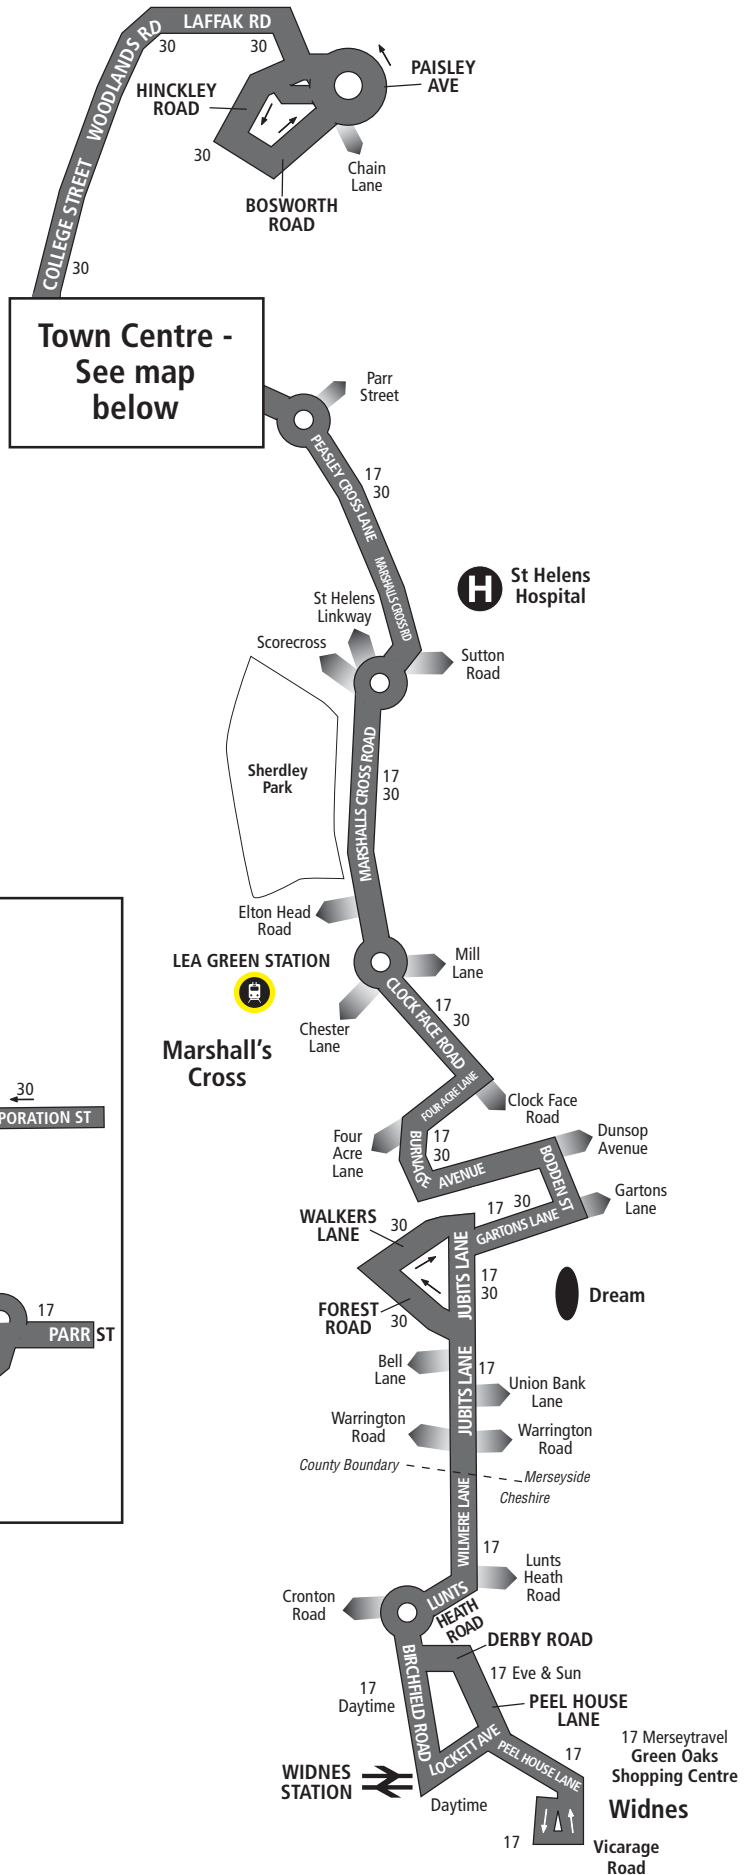 LAFFAK RD
WOODLANDS RD
30
30
PAISLEY
AVE
HINCKLEY
ROAD
30
Chain
Lane
BOSWORTH
ROAD
COLLEGE STREET
30
Town Centre -
See map
below
Parr
Street
PEASLEY CROSS LANE
17
30
MARSHALLS CROSS RD
H
St Helens
Hospital
St Helens
Linkway
Scorecross
Sutton
Road
Sherdley
Park
MARSHALLS CROSS ROAD
17
30
Elton Head
Road
LEA GREEN STATION
Mill
Lane
Chester
Lane
CLOCK FACE ROAD
17
30
Marshall's
Cross
30
PORATION ST
FOUR ACRE LANE
Clock Face
Road
Four
Acre
Lane
17
30
BURNAGE
AVENUE
Dunsop
Avenue
BODDEN ST
Gartons
Lane
17 30
GARTONS LANE
WALKERS
LANE
30
JUBITS LANE
17
30
Dream
17
PARR ST
FOREST
ROAD
30
Bell
Lane
JUBITS LANE
17
Union Bank
Lane
Warrington
Road
Warrington
Road
County Boundary
Merseyside
Cheshire
WILMERE LANE
17
Lunts
Heath
Road
Cronton
Road
LUNTS
HEATH
ROAD
DERBY ROAD
BIRCHFIELD ROAD
17 Eve & Sun
17
Daytime
PEEL HOUSE
LANE
LOCKETT AVE
PEEL HOUSE LANE
17
17 Merseytravel
Green Oaks
Shopping Centre
WIDNES
STATION
Daytime
Widnes
17
Vicarage
Road